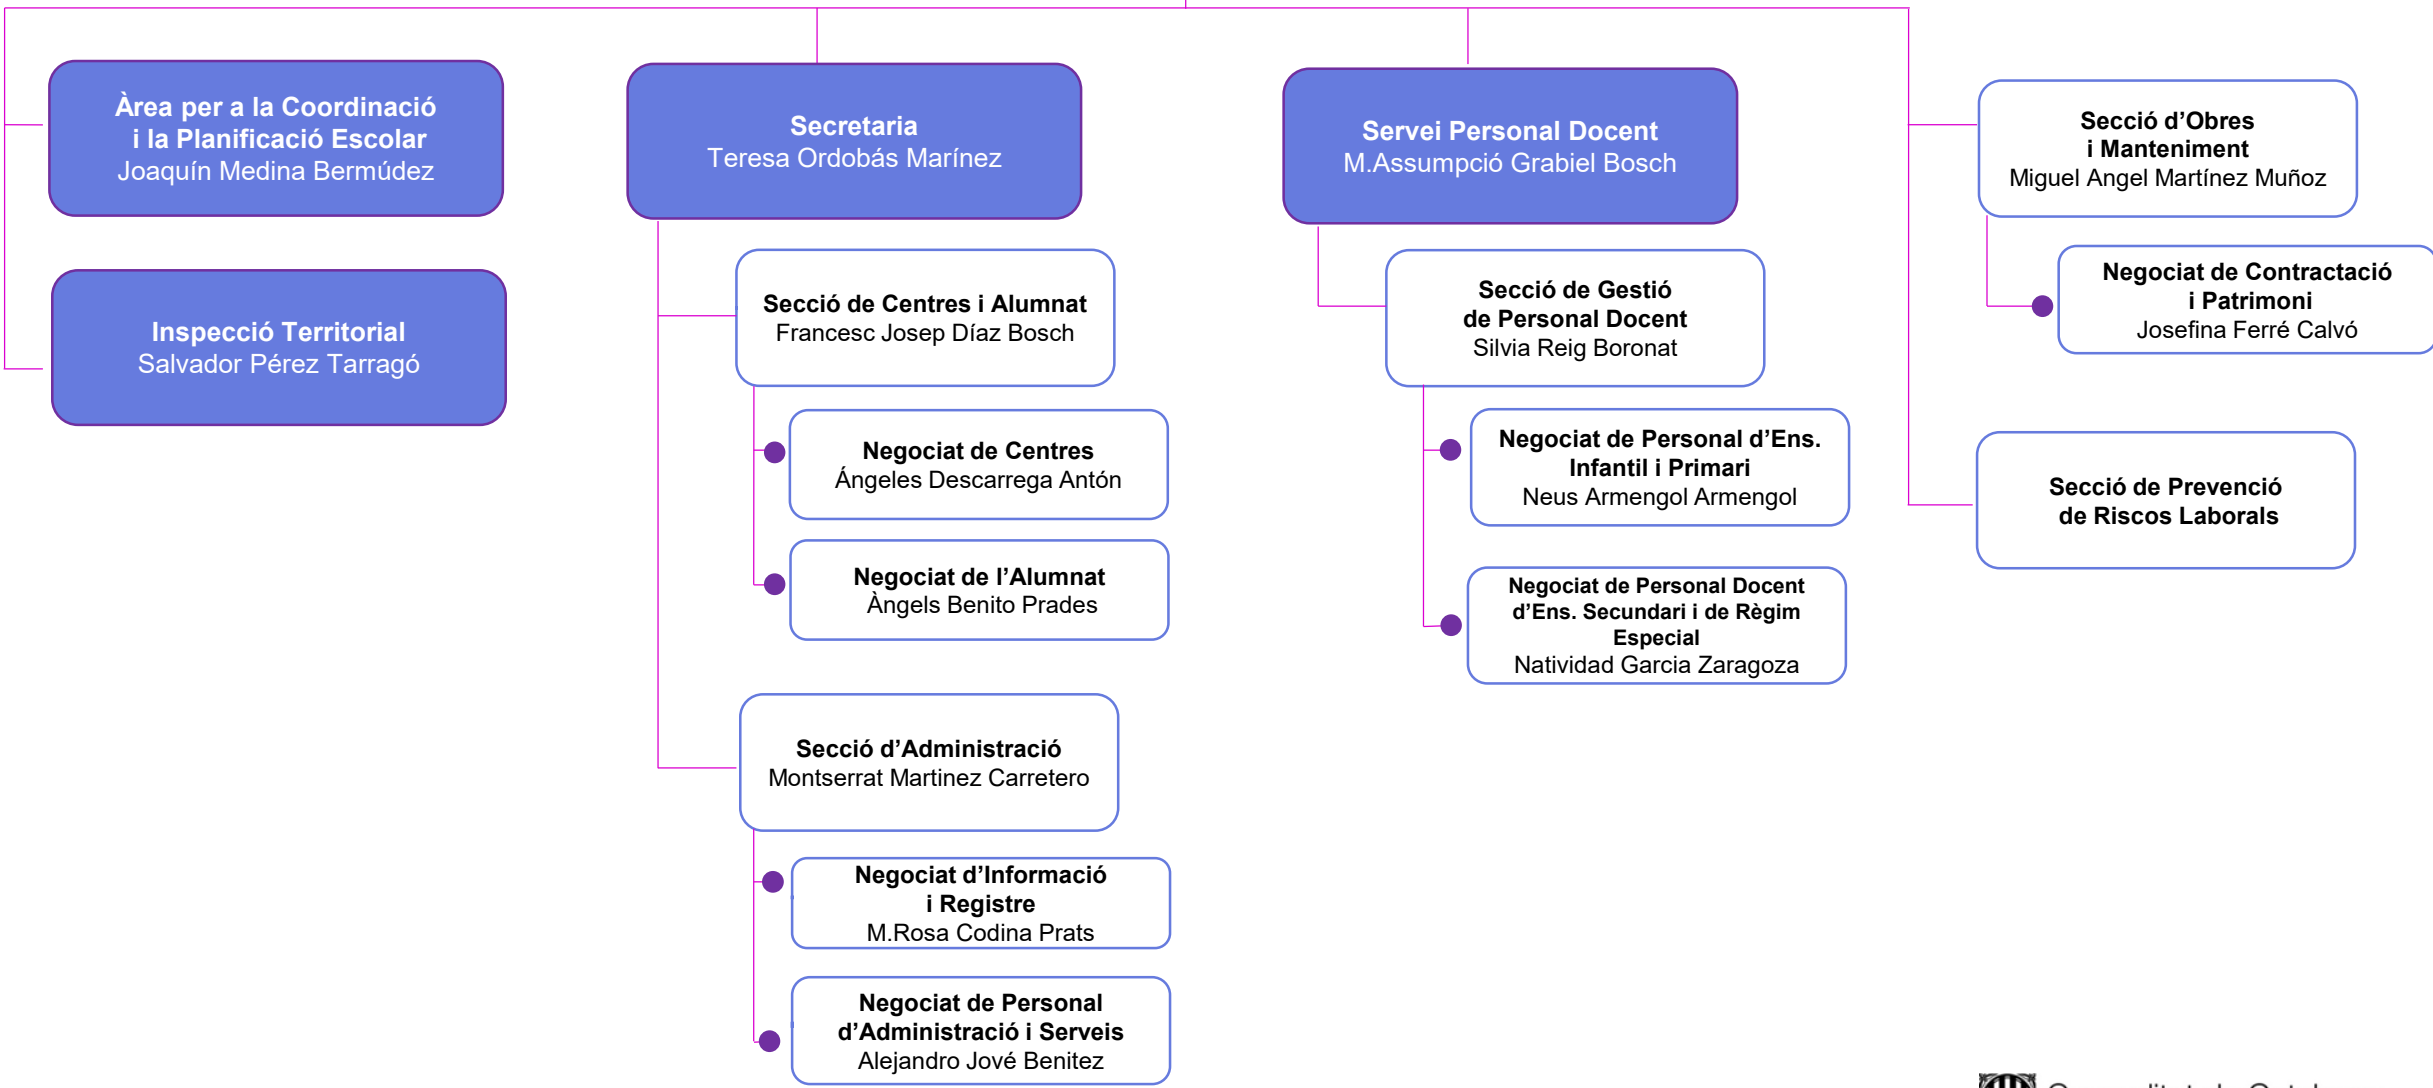 Àrea per a la Coordinació
i la Planificació Escolar
Joaquín Medina Bermúdez
Inspecció Territorial
Salvador Pérez Tarragó
Secretaria
Teresa Ordobás Marínez
Secció de Centres i Alumnat
Francesc Josep Díaz Bosch
Negociat de Centres
Ángeles Descarrega Antón
Negociat de l’Alumnat
Àngels Benito Prades
Secció d’Administració
Montserrat Martinez Carretero
Negociat d’Informació
i Registre
M.Rosa Codina Prats
Negociat de Personal
d’Administració i Serveis
Alejandro Jové Benitez
Servei Personal Docent
M.Assumpció Grabiel Bosch
Secció de Gestió
de Personal Docent
Silvia Reig Boronat
Negociat de Personal d’Ens.
Infantil i Primari
Neus Armengol Armengol
Negociat de Personal Docent
d’Ens. Secundari i de Règim
Especial
Natividad Garcia Zaragoza
Secció d’Obres
i Manteniment
Miguel Angel Martínez Muñoz
Negociat de Contractació
i Patrimoni
Josefina Ferré Calvó
Secció de Prevenció
de Riscos Laborals